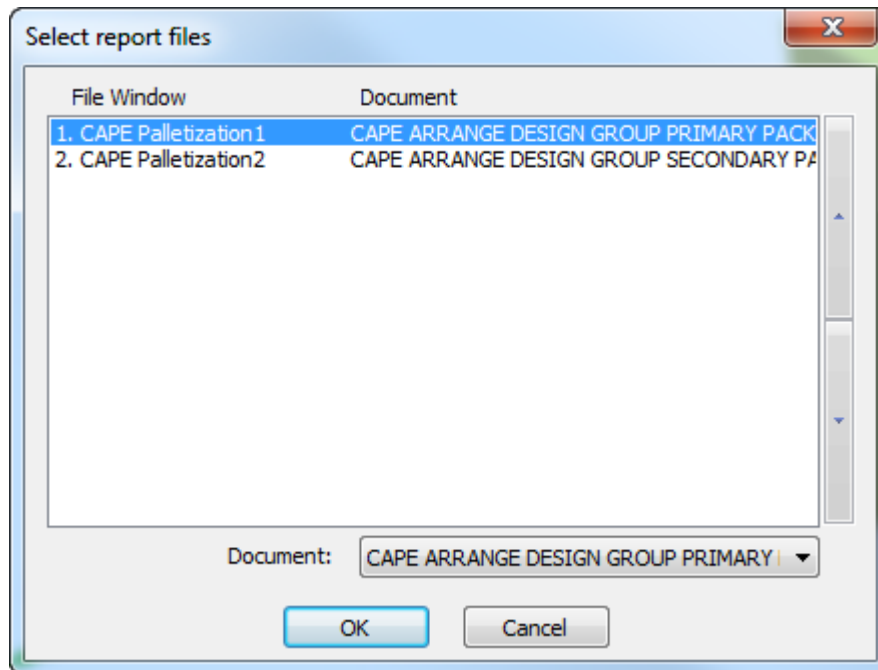 Select report files
File Window Document
1. CAPE Palletization1 CAPE ARRANGE DESIGN GROUP PRIMARY PACK
2. CAPE Palletization2 CAPE ARRANGE DESIGN GROUP SECONDARY PA
Document: CAPE ARRANGE DESIGN GROUP PRIMARY
OK Cancel